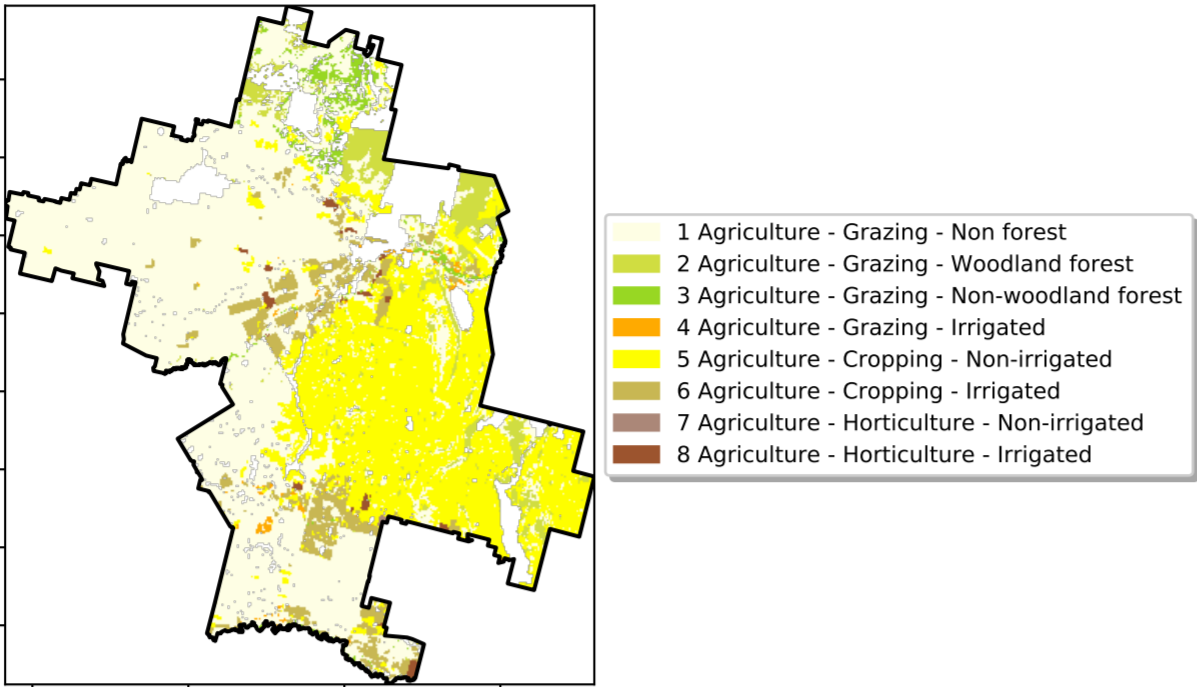 1 Agriculture - Grazing - Non forest
2 Agriculture - Grazing - Woodland forest
3 Agriculture - Grazing - Non-woodland forest
4 Agriculture - Grazing - Irrigated
5 Agriculture - Cropping - Non-irrigated
6 Agriculture - Cropping - Irrigated
7 Agriculture - Horticulture - Non-irrigated
8 Agriculture - Horticulture - Irrigated